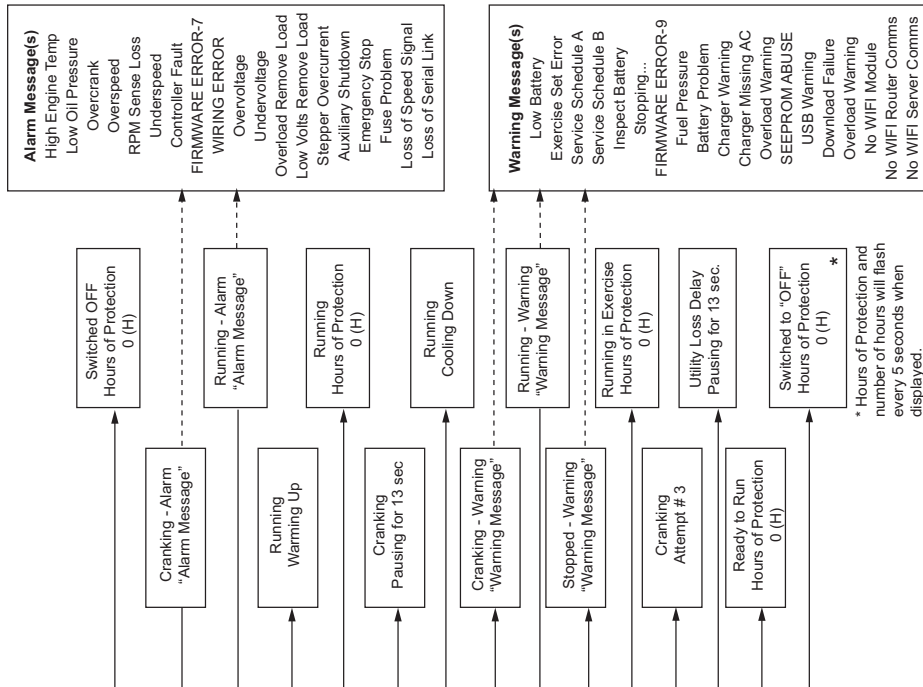 Alarm Message(s)
High Engine Temp
Low Oil Pressure
Overcrank
Overspeed
RPM Sense Loss
Underspeed
Controller Fault
FIRMWARE ERROR-7
WIRING ERROR
Overvoltage
Undervoltage
Overload Remove Load
Low Volts Remove Load
Stepper Overcurrent
Auxiliary Shutdown
Emergency Stop
Fuse Problem
Loss of Speed Signal
Loss of Serial Link
Warning Message(s)
Low Battery
Exercise Set Error
Service Schedule A
Service Schedule B
Inspect Battery
Stopping...
FIRMWARE ERROR-9
Fuel Pressure
Battery Problem
Charger Warning
Charger Missing AC
Overload Warning
SEEPROM ABUSE
USB Warning
Download Failure
Overload Warning
No WIFI Module
No WIFI Router Comms
No WIFI Server Comms
Switched OFF
Hours of Protection
0 (H)
Running - Alarm
"Alarm Message"
Running
Hours of Protection
0 (H)
Running
Cooling Down
Running - Warning
"Warning Message"
Running in Exercise
Hours of Protection
0 (H)
Utility Loss Delay
Pausing for 13 sec.
Switched to "OFF"
Hours of Protection
0 (H)
*
* Hours of Protection and
number of hours will flash
every 5 seconds when
displayed.
Cranking - Alarm
"Alarm Message"
Running
Warming Up
Cranking
Pausing for 13 sec
Cranking - Warning
"Warning Message"
Stopped - Warning
"Warning Message"
Cranking
Attempt # 3
Ready to Run
Hours of Protection
0 (H)